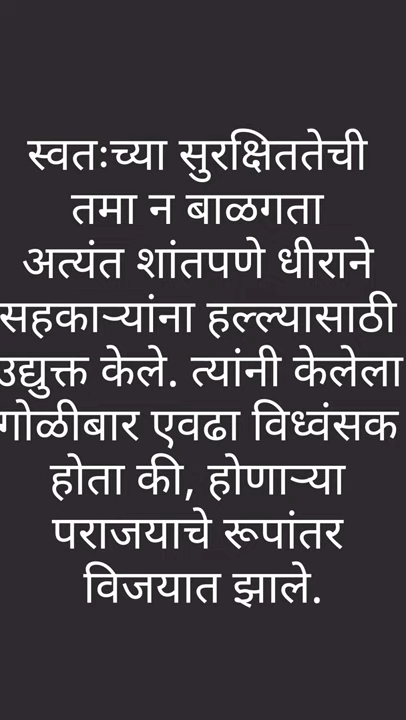 स्वतःच्या सुरक्षिततेची
तमा न बाळगता
अत्यंत शांतपणे धीराने
सहकाऱ्यांना हल्ल्यासाठी
उद्युक्त केले. त्यांनी केलेला
गोळीबार एवढा विध्वंसक
होता की, होणाऱ्या
पराजयाचे रूपांतर
विजयात झाले.